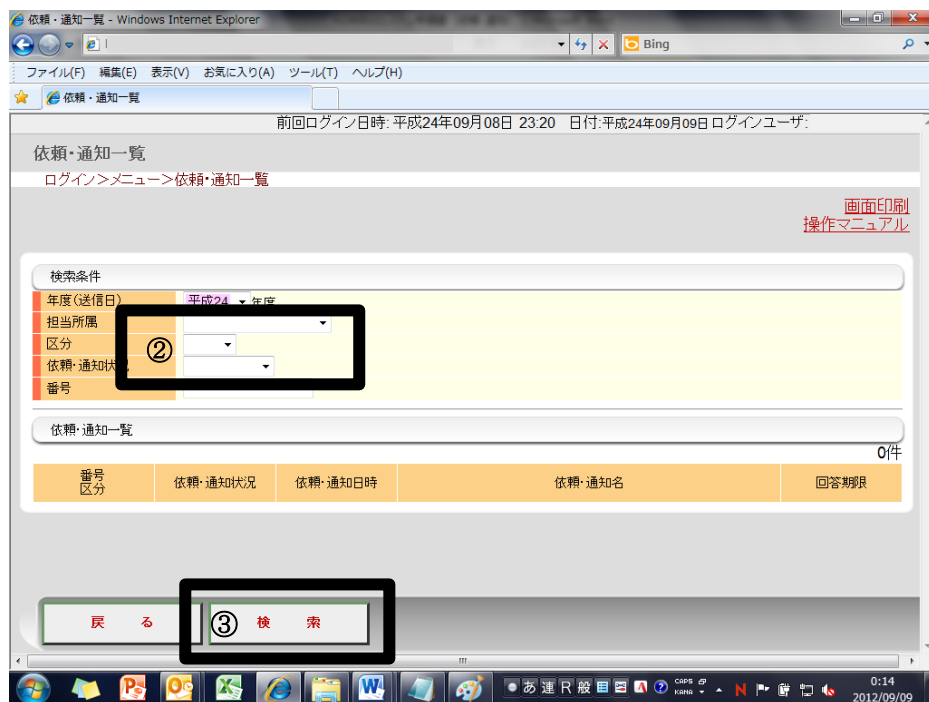 依頼・通知一覧 - Windows Internet Explorer
Bing
ファイル(F) 編集(E) 表示(V) お気に入り(A) ツール(T) ヘルプ(H)
依頼・通知一覧
前回ログイン日時: 平成24年09月08日 23:20 日付:平成24年09月09日 ログインユーザ:
依頼・通知一覧
ログイン>メニュー>依頼・通知一覧
画面印刷
操作マニュアル
検索条件
年度(送信日) 平成24 年度
担当所属
区分 ②
依頼・通知状
番号
依頼・通知一覧
0件
番号
区分 依頼・通知状況 依頼・通知日時 依頼・通知名 回答期限
戻る ③ 検索
あ 連 R 般 CAPS
KANA
0:14
2012/09/09